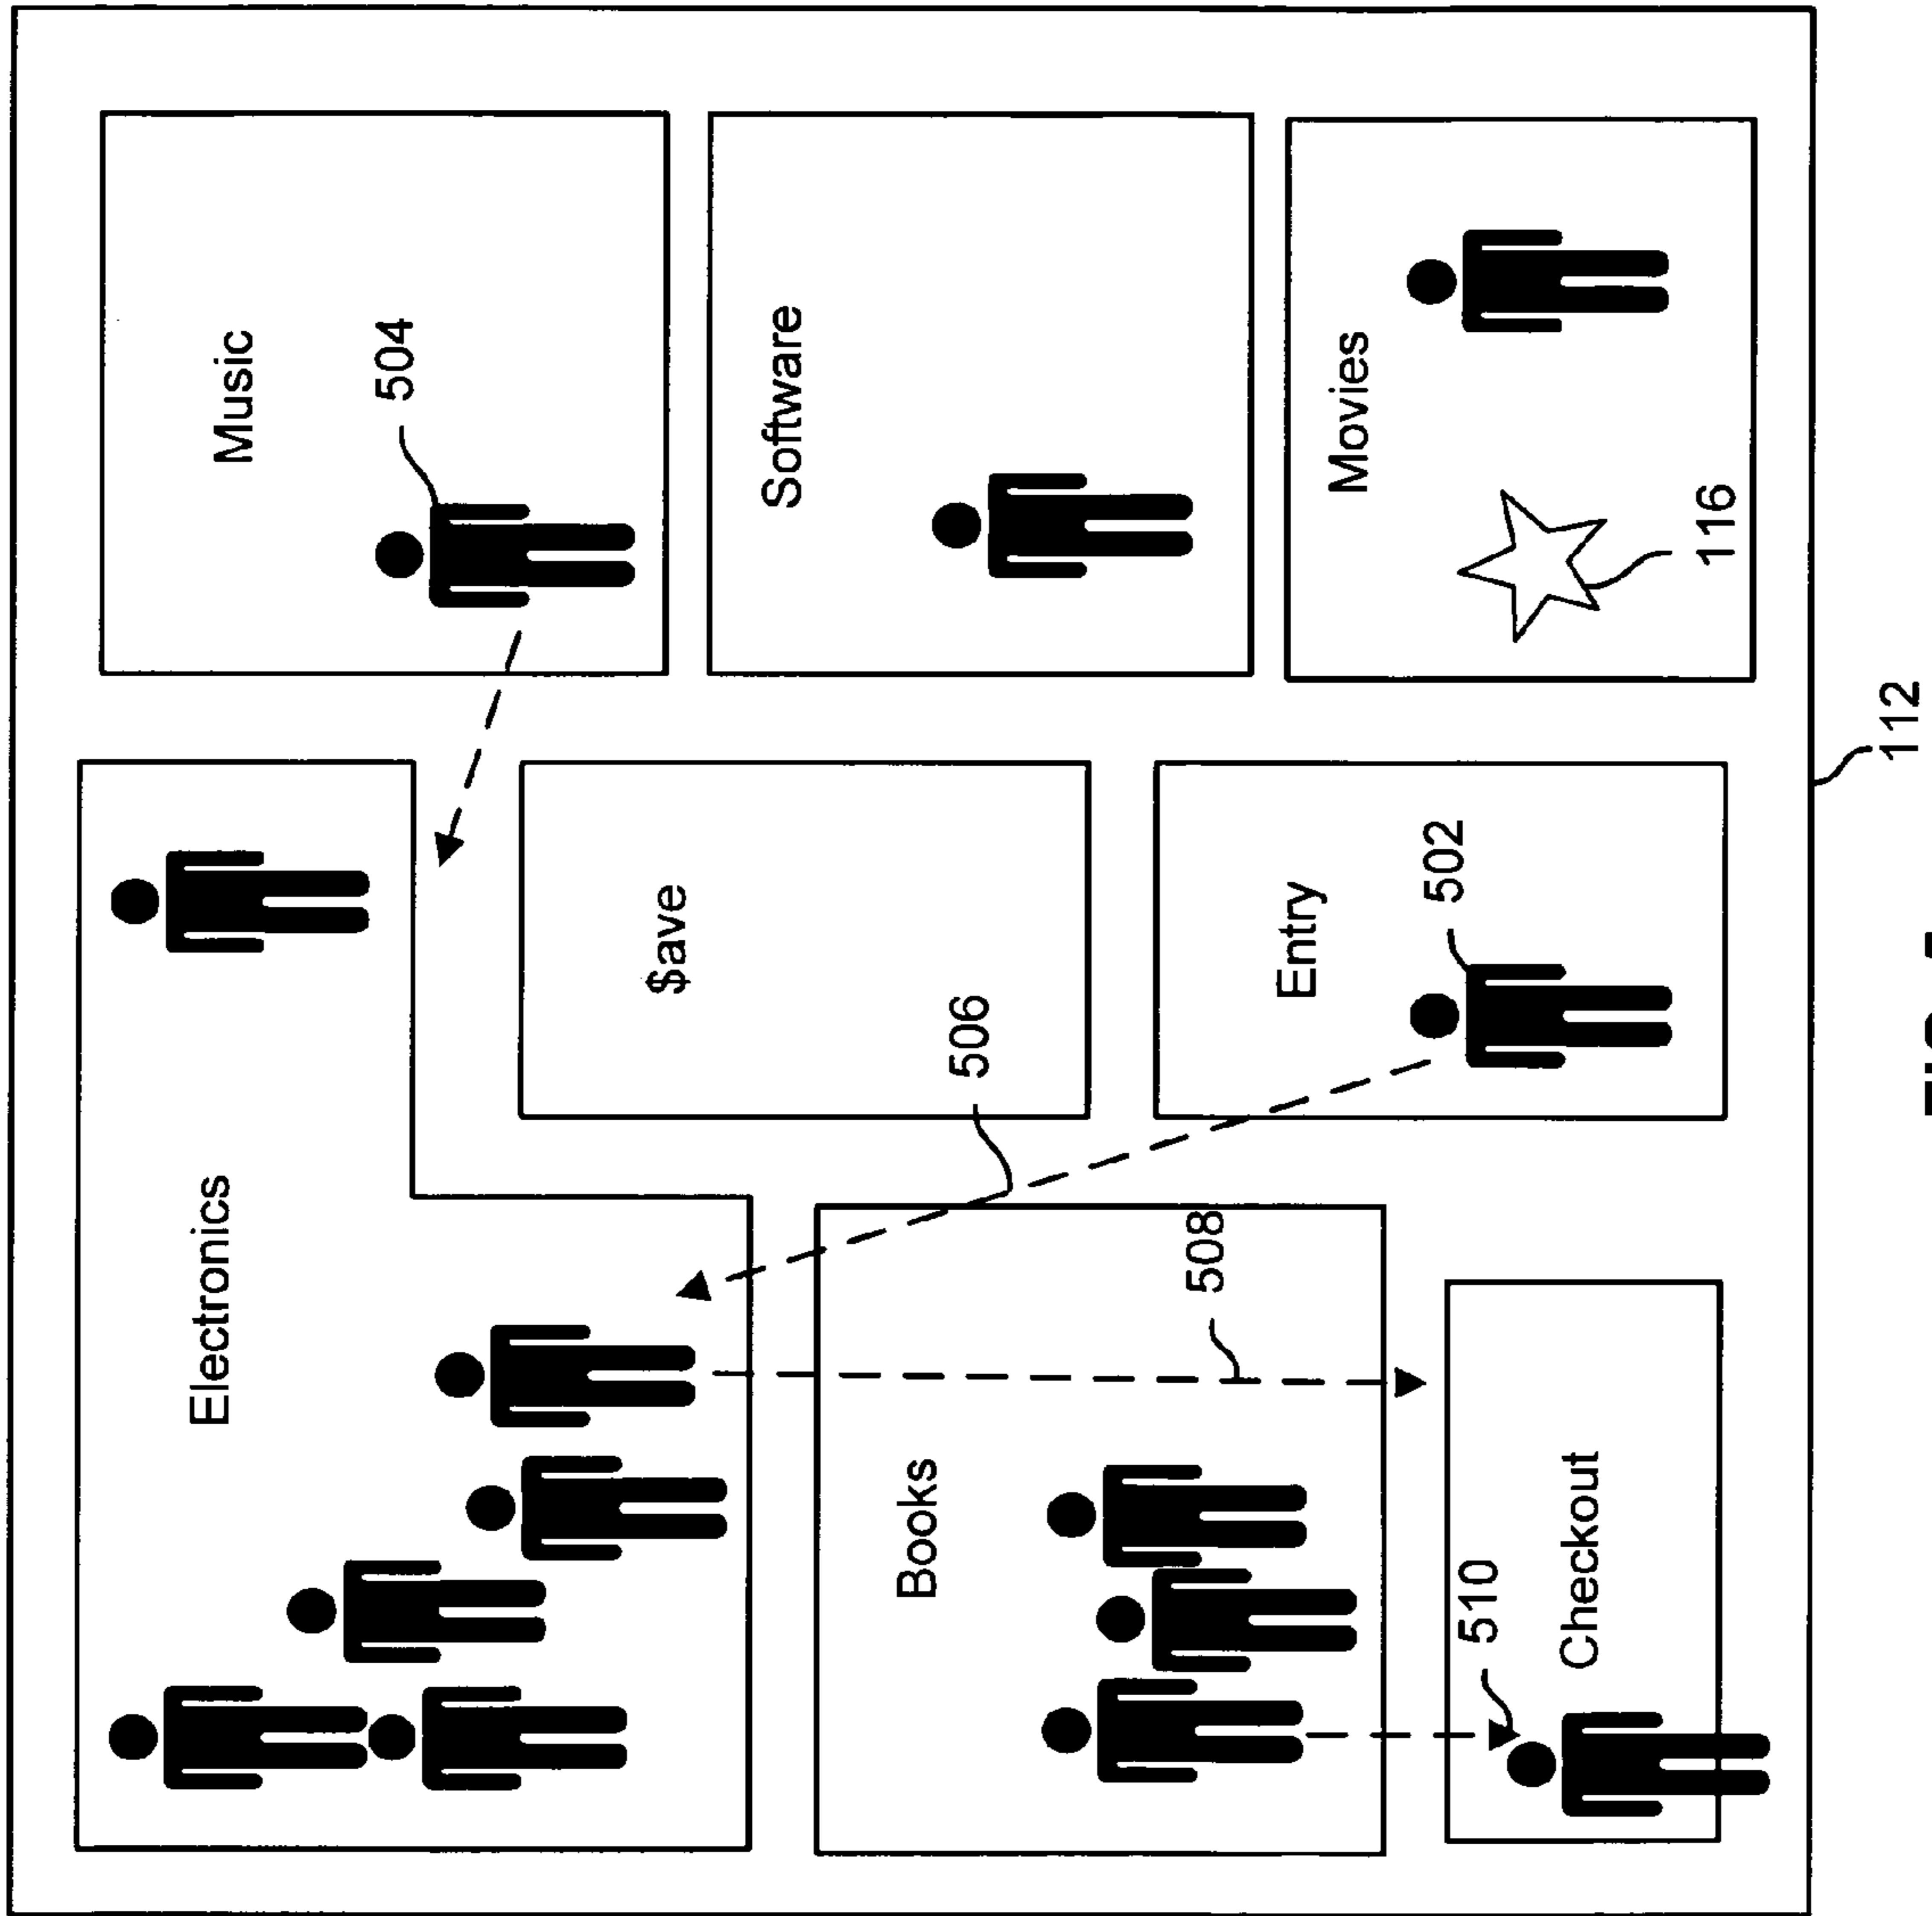 Electronics
Music
504
$ave
Software
Books
506
508
Entry
Movies
502
510
Checkout
116
112